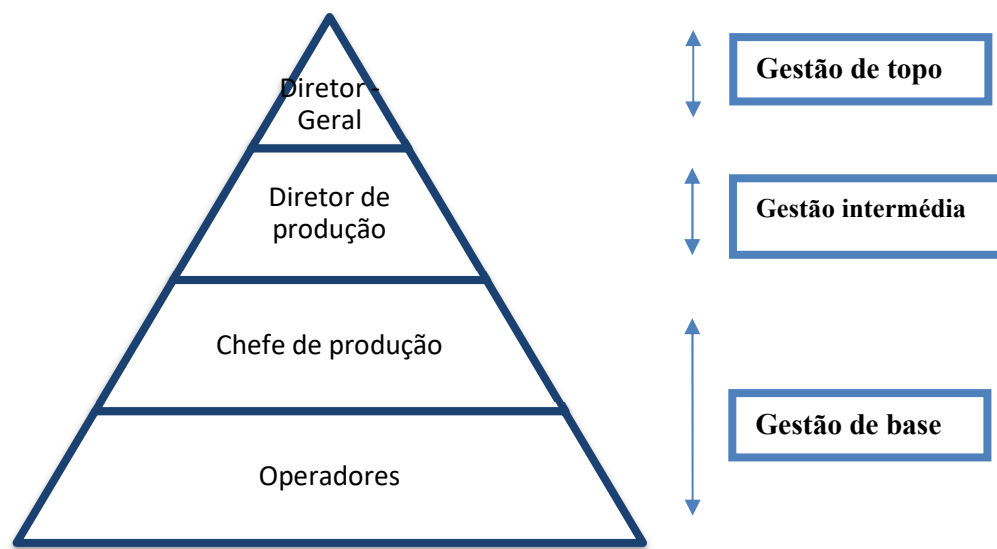 Diretor -
Geral
Gestão de topo
Diretor de
produção
Gestão intermédia
Chefe de produção
Gestão de base
Operadores